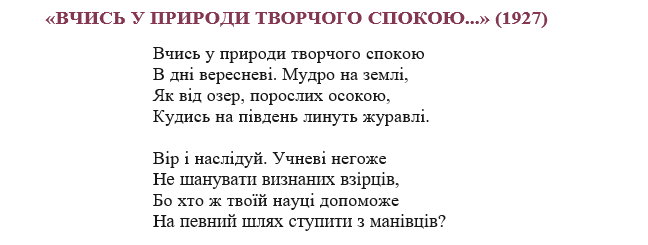 «ВЧИСЬ У ПРИРОДИ ТВОРЧОГО СПОКОЮ...» (1927)
Вчись у природи творчого спокою
В дні вересневі. Мудро на землі,
Як від озер, порослих осокою,
Кудись на південь линуть журавлі.
Вір і наслідуй. Учневі негоже
Не шанувати визнаних взірців,
Бо хто ж твоїй науці допоможе
На певний шлях ступити з манівців?